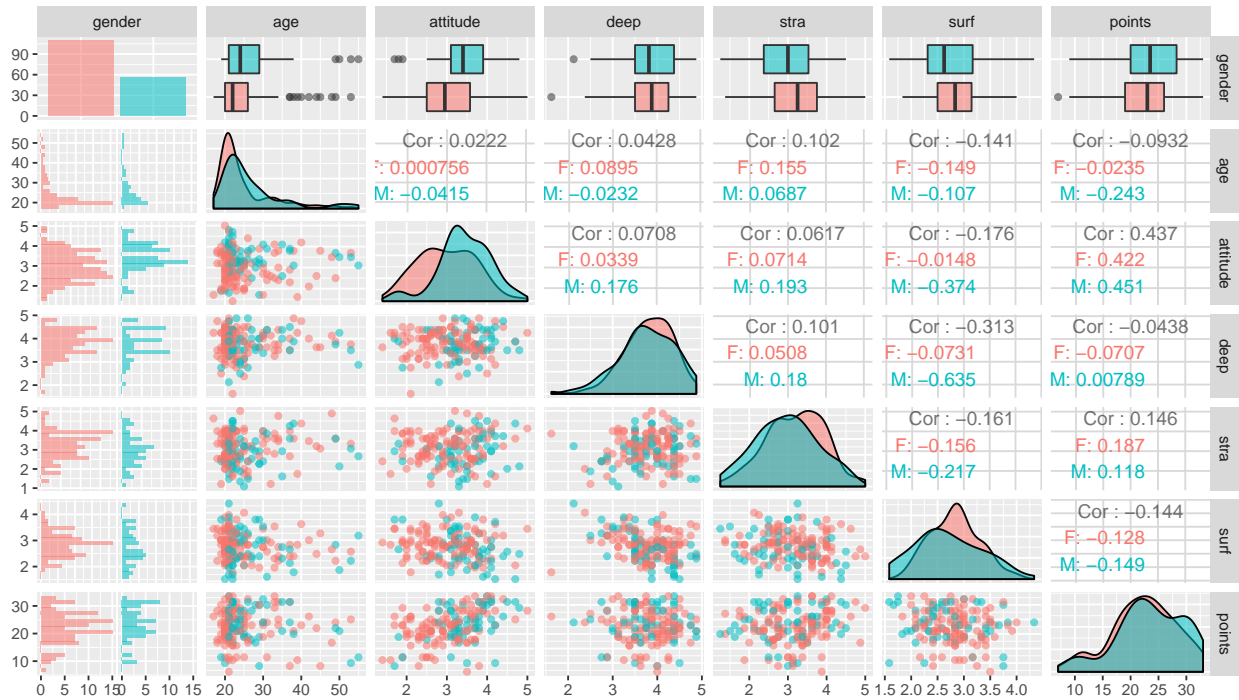 gender age attitude deep stra surf points
90
60
30
0
gender
Cor : 0.0222 Cor : 0.0428 Cor : 0.102 Cor : −0.141 Cor : −0.0932
F: 0.000756 F: 0.0895 F: 0.155 F: −0.149 F: −0.0235
M: −0.0415 M: −0.0232 M: 0.0687 M: −0.107 M: −0.243
50
40
30
20
age
Cor : 0.0708 Cor : 0.0617 Cor : −0.176 Cor : 0.437
F: 0.0339 F: 0.0714 F: −0.0148 F: 0.422
M: 0.176 M: 0.193 M: −0.374 M: 0.451
5
4
3
2
attitude
Cor : 0.101 Cor : −0.313 Cor : −0.0438
F: 0.0508 F: −0.0731 F: −0.0707
M: 0.18 M: −0.635 M: 0.00789
5
4
3
2
deep
Cor : −0.161 Cor : 0.146
F: −0.156 F: 0.187
M: −0.217 M: 0.118
5
4
3
2
1
stra
Cor : −0.144
F: −0.128
M: −0.149
4
3
2
surf
30
20
10
points
0 5 10 15 0 5 10 15 20 30 40 50 2 3 4 5 2 3 4 5 1 2 3 4 5 1.5 2.0 2.5 3.0 3.5 4.0 10 20 30